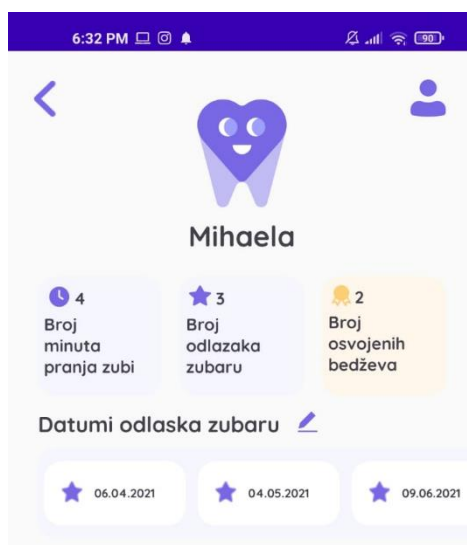 6:32 PM
90
Mihaela
4
Broj
minuta
pranja zubi
3
Broj
odlazaka
zubaru
2
Broj
osvojenih
bedževa
Datumi odlaska zubaru
06.04.2021
04.05.2021
09.06.2021